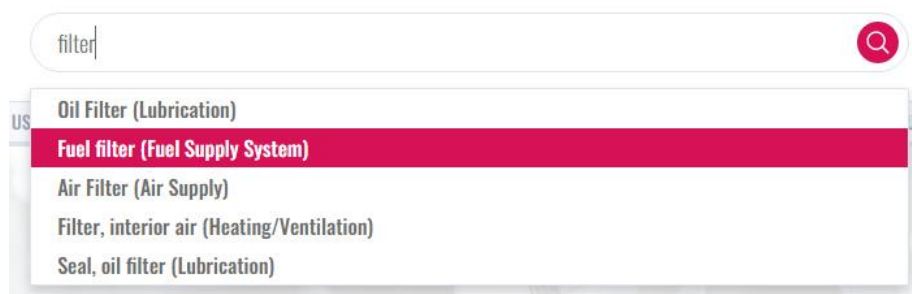 filter
Oil Filter (Lubrication)
US
Fuel filter (Fuel Supply System)
Air Filter (Air Supply)
Filter, interior air (Heating/Ventilation)
Seal, oil filter (Lubrication)